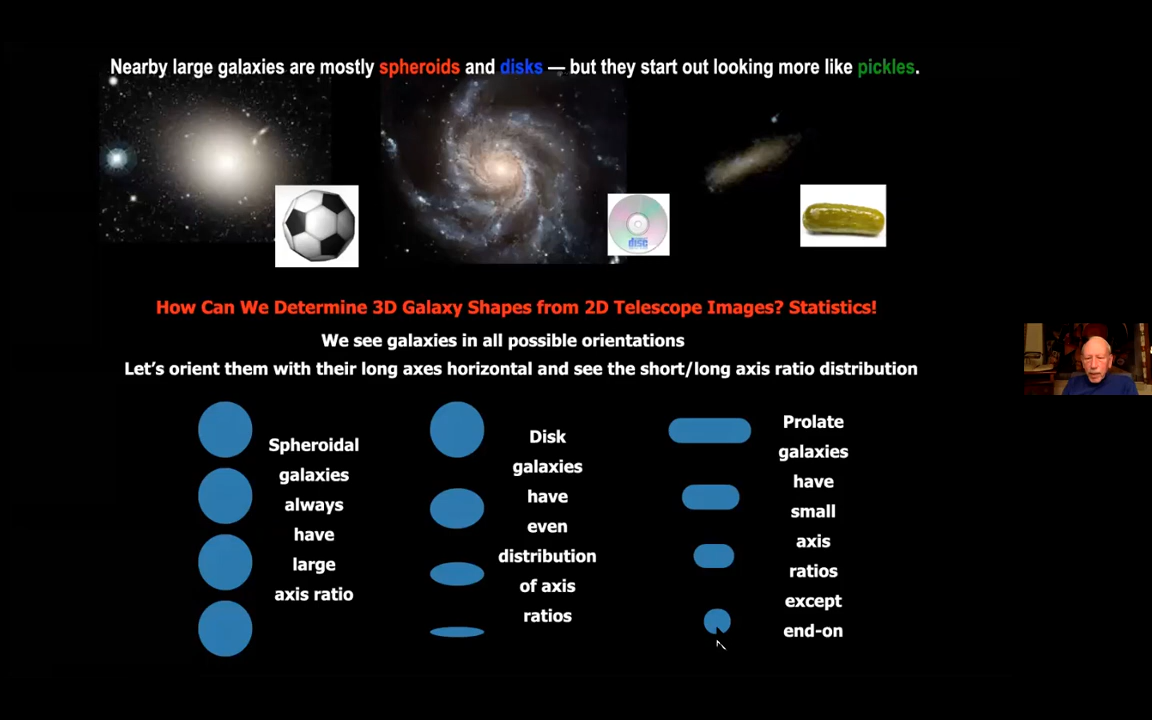 Nearby large galaxies are mostly spheroids and disks — but they start out looking more like pickles.
disc
How Can We Determine 3D Galaxy Shapes from 2D Telescope Images? Statistics!
We see galaxies in all possible orientations
Let's orient them with their long axes horizontal and see the short/long axis ratio distribution
Spheroidal
galaxies
always
have
large
axis ratio
Disk
galaxies
have
even
distribution
of axis
ratios
Prolate
galaxies
have
small
axis
ratios
except
end-on